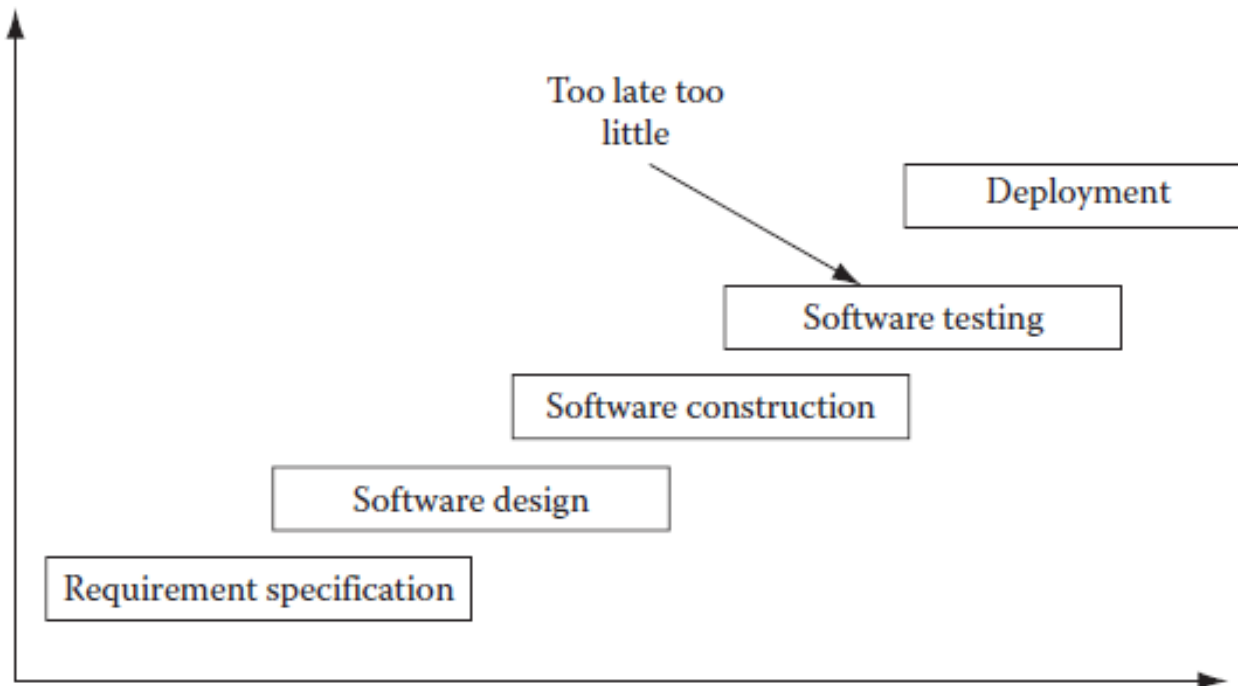 Too late too
little
Deployment
Software testing
Software construction
Software design
Requirement specification